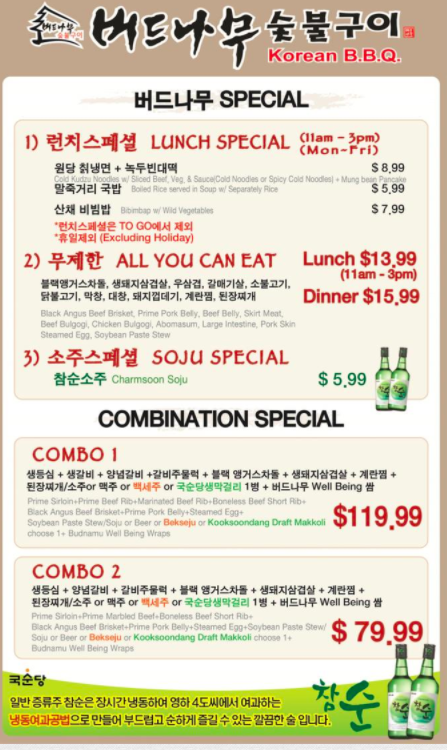 버드나무
숯불구이
버드나무 숯불구이
Korean B.B.Q.
버드나무 SPECIAL
1) 런치스페셜 LUNCH SPECIAL (11am - 3pm)
(Mon-Fri)
원당 칡냉면 + 녹두빈대떡 $ 8.99
Cold Kudzu Noodles w/ Sliced Beef, Veg, & Sauce(Cold Noodles or Spicy Cold Noodles) + Mung bean Pancake
말죽거리 국밥 Boiled Rice served in Soup w/ Separately Rice $ 5.99
산채 비빔밥 Bibimbap w/ Wild Vegetables $ 7.99
*런치스페셜은 TO GO에서 제외
*휴일제외 (Excluding Holiday)
2) 무제한 ALL YOU CAN EAT Lunch $13.99
(11am - 3pm)
블랙앵거스차돌, 생돼지삼겹살, 우삼겹, 갈매기살, 소불고기,
닭불고기, 막창, 대창, 돼지껍데기, 계란찜, 된장찌개
Dinner $15.99
Black Angus Beef Brisket, Prime Pork Belly, Beef Belly, Skirt Meat,
Beef Bulgogi, Chicken Bulgogi, Abomasum, Large Intestine, Pork Skin
Steamed Egg, Soybean Paste Stew
3) 소주스페셜 SOJU SPECIAL
참순소주 Charmsoon Soju $ 5.99
COMBINATION SPECIAL
COMBO 1
생등심 + 생갈비 + 양념갈비 +갈비주물럭 + 블랙 앵거스차돌 + 생돼지삼겹살 + 계란찜 +
된장찌개/소주or 맥주 or 백세주 or 국순당생막걸리 1병 + 버드나무 Well Being 쌈
Prime Sirloin+Prime Beef Rib+Marinated Beef Rib+Boneless Beef Short Rib+
Black Angus Beef Brisket+Prime Pork Belly+Steamed Egg+
Soybean Paste Stew/Soju or Beer or Bekseju or Kooksoondang Draft Makkoli
choose 1+ Budnamu Well Being Wraps
$119.99
COMBO 2
생등심 + 양념갈비 + 갈비주물럭 + 블랙 앵거스차돌 + 생돼지삼겹살 + 계란찜 +
된장찌개/소주 or 맥주 or 백세주 or 국순당생막걸리 1병 + 버드나무 Well Being 쌈
Prime Sirloin+Prime Marbled Beef+Boneless Beef Short Rib+
Black Angus Beef Brisket+Prime Pork Belly+Steamed Egg+Soybean Paste Stew/
Soju or Beer or Bekseju or Kooksoondang Draft Makkoli choose 1+
Budnamu Well Being Wraps
$ 79.99
국순당
일반 증류주 참순은 장시간 냉동하여 영하 4도씨에서 여과하는
냉동여과공법으로 만들어 부드럽고 순하게 즐길 수 있는 깔끔한 술 입니다.
참순